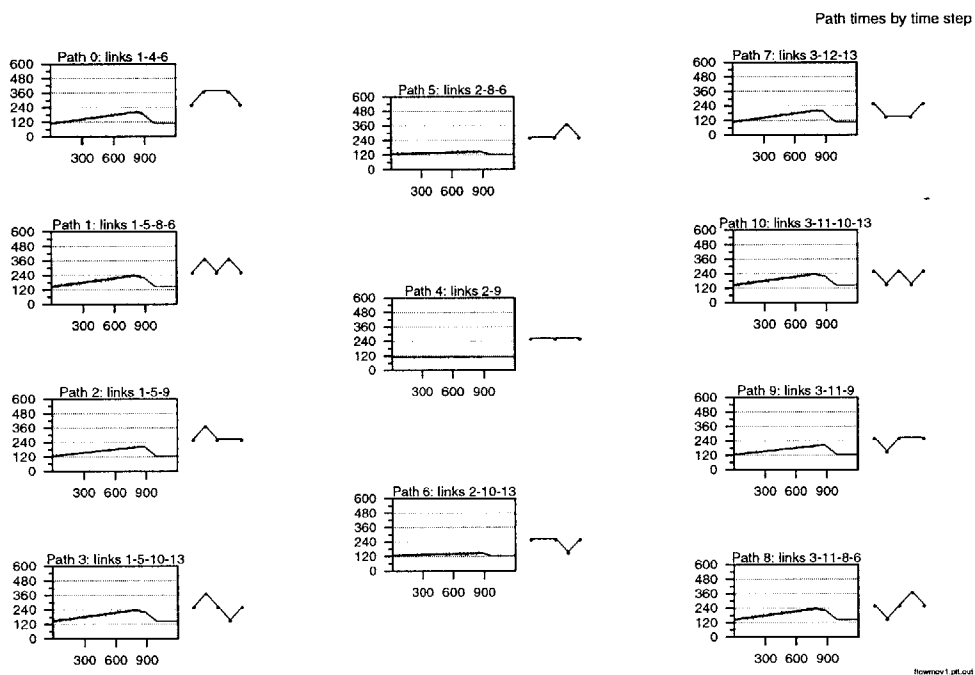 Path times by time step
Path 0: links 1-4-6
600
480
360
240
120
0
300 600 900
Path 1: links 1-5-8-6
600
480
360
240
120
0
300 600 900
Path 2: links 1-5-9
600
480
360
240
120
0
300 600 900
Path 3: links 1-5-10-13
600
480
360
240
120
0
300 600 900
Path 5: links 2-8-6
600
480
360
240
120
0
300 600 900
Path 4: links 2-9
600
480
360
240
120
0
300 600 900
Path 6: links 2-10-13
600
480
360
240
120
0
300 600 900
Path 7: links 3-12-13
600
480
360
240
120
0
300 600 900
Path 10: links 3-11-10-13
600
480
360
240
120
0
300 600 900
Path 9: links 3-11-9
600
480
360
240
120
0
300 600 900
Path 8: links 3-11-8-6
600
480
360
240
120
0
300 600 900
flowmov1.plt.out